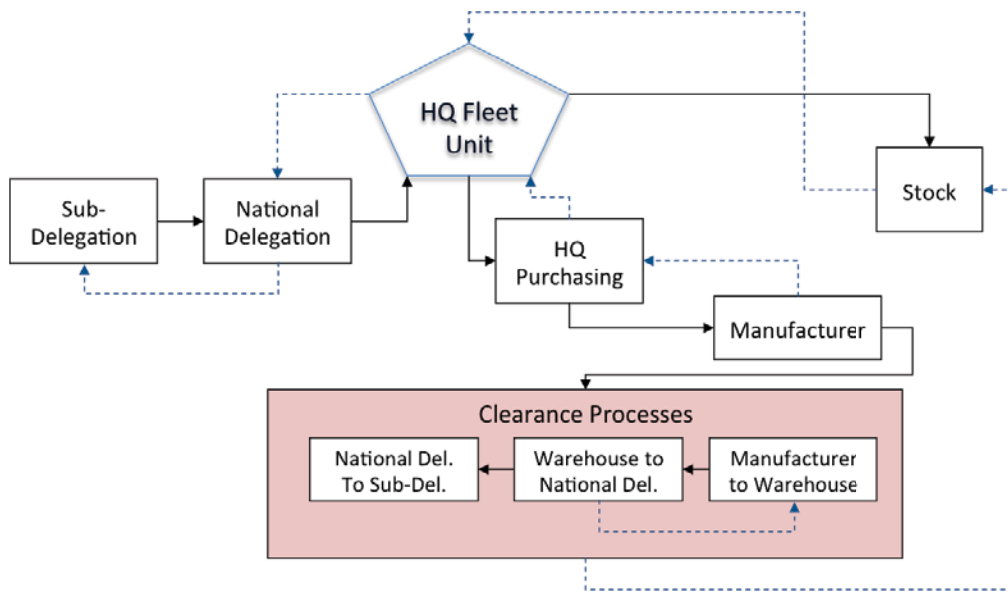 HQ Fleet
Unit
Stock
Sub-
Delegation
National
Delegation
HQ
Purchasing
Manufacturer
Clearance Processes
National Del.
To Sub-Del.
Warehouse to
National Del.
Manufacturer
to Warehouse